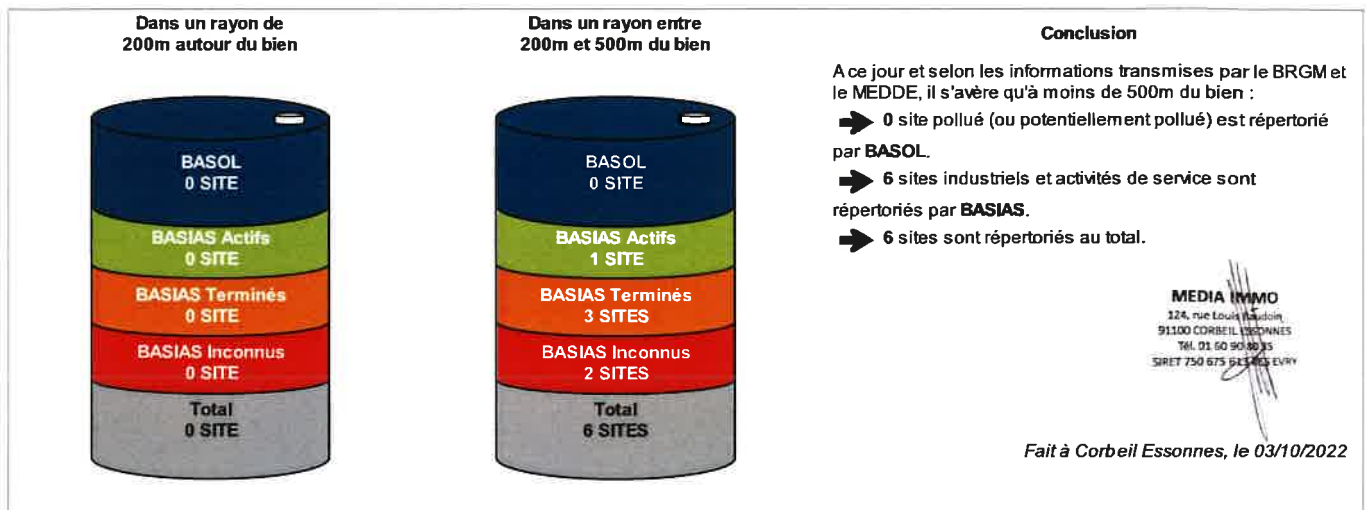 Dans un rayon de
200m autour du bien
BASOL
0 SITE
BASIAS Actifs
0 SITE
BASIAS Terminés
0 SITE
BASIAS Inconnus
0 SITE
Total
0 SITE
Dans un rayon entre
200m et 500m du bien
BASOL
0 SITE
BASIAS Actifs
1 SITE
BASIAS Terminés
3 SITES
BASIAS Inconnus
2 SITES
Total
6 SITES
Conclusion
A ce jour et selon les informations transmises par le BRGM et
le MEDDE, il s'avère qu'à moins de 500m du bien :
0 site pollué (ou potentiellement pollué) est répertorié
par BASOL.
6 sites industriels et activités de service sont
répertoriés par BASIAS.
6 sites sont répertoriés au total.
MEDIA IMMO
124, rue Louis
91100 CORBEIL ESSONNES
Tél. 01 60 90
SIRET 750 675 EVRY
Fait à Corbeil Essonnes, le 03/10/2022